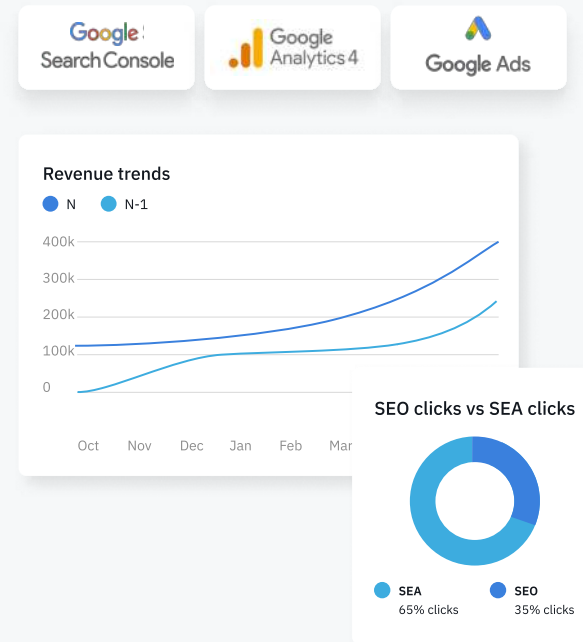 Google
Search Console
Google
Analytics 4
Google Ads
Revenue trends
N N-1
400k
300k
200k
100k
0
Oct Nov Dec Jan Feb Mar
SEO clicks vs SEA clicks
SEA SEO
65% clicks 35% clicks